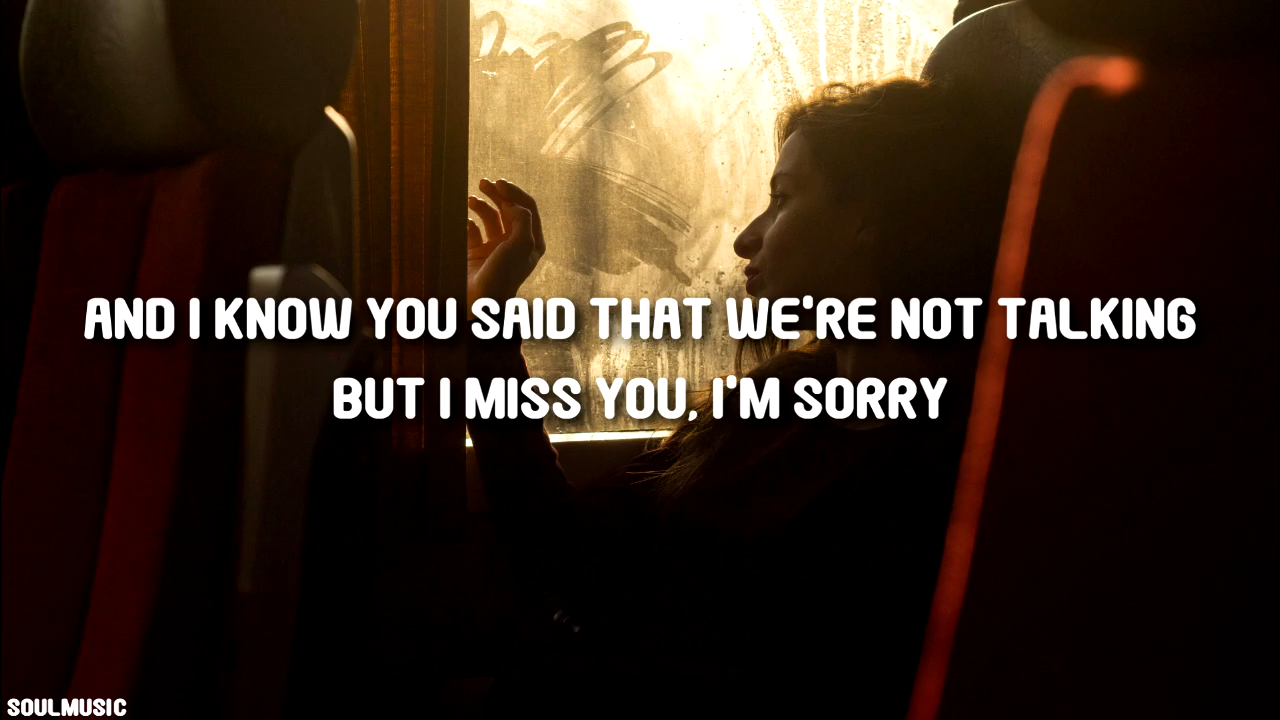 AND I KNOW YOU SAID THAT WE'RE NOT TALKING
BUT I MISS YOU, I'M SORRY
SOULMUSIC